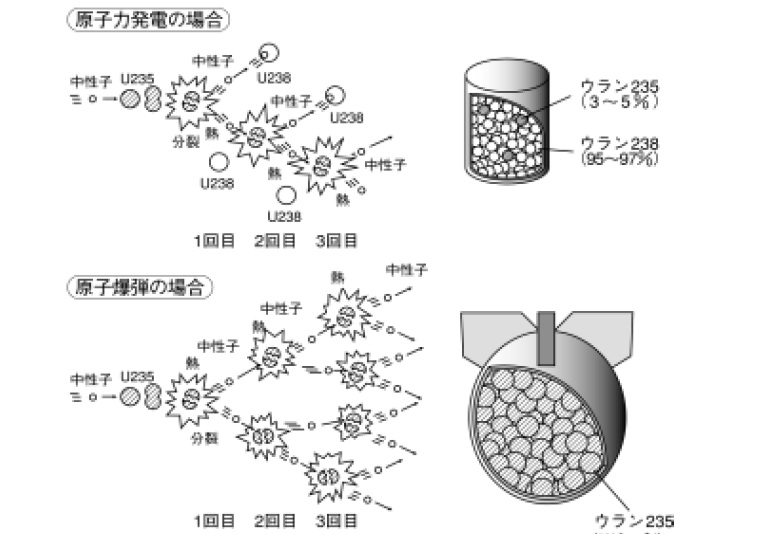 原子力発電の場合
中性子 U235
中性子
U238
中性子
U238
分裂 熱
U238
熱
中性子
U238
熱
1回目 2回目 3回目
ウラン235
(3~5%)
ウラン238
(95~97%)
原子爆弾の場合
熱 中性子
中性子
熱
中性子
熱
中性子 U235
分裂
1回目 2回目 3回目
ウラン235